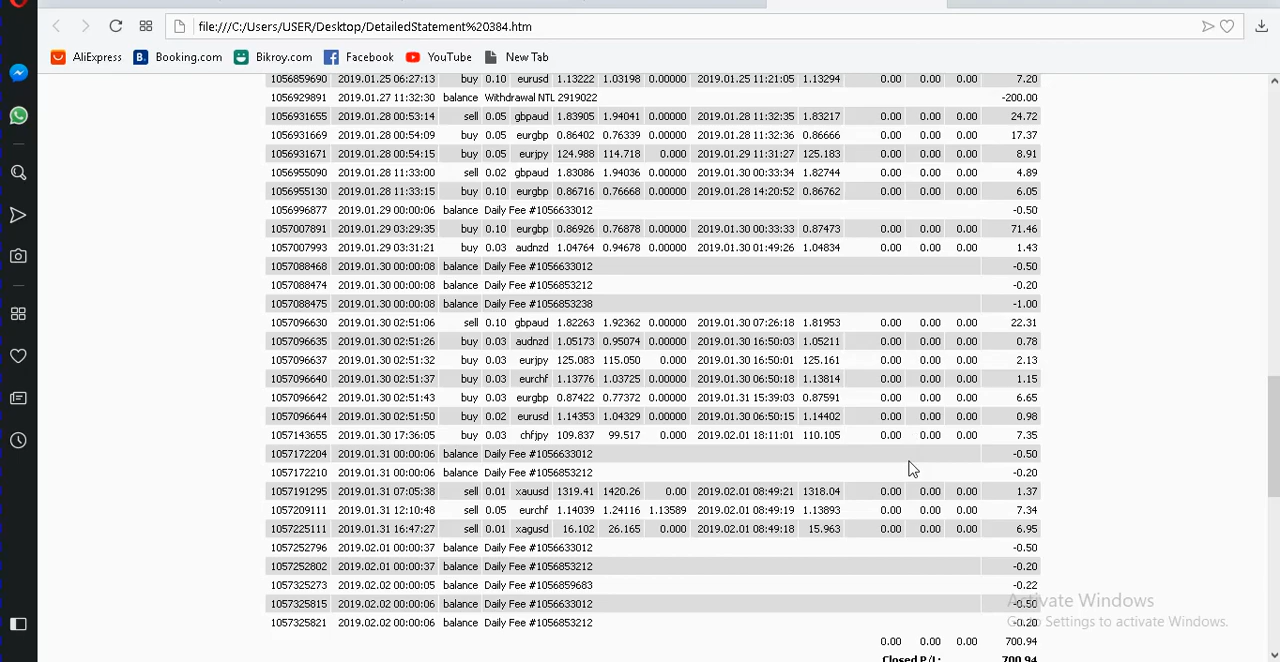 file:///C:/Users/USER/Desktop/DetailedStatement%20384.htm
AliExpress Booking.com Bikroy.com Facebook YouTube New Tab
1056859690 2019.01.25 06:27:13 buy 0.10 eurusd 1.13222 1.03198 0.00000 2019.01.25 11:21:05 1.13294 0.00 0.00 0.00 7.20
1056929891 2019.01.27 11:32:30 balance Withdrawal NTL 2919022 -200.00
1056931655 2019.01.28 00:53:14 sell 0.05 gbpaud 1.83905 1.94041 0.00000 2019.01.28 11:32:35 1.83217 0.00 0.00 0.00 24.72
1056931669 2019.01.28 00:54:09 buy 0.05 eurgbp 0.86402 0.76339 0.00000 2019.01.28 11:32:36 0.86666 0.00 0.00 0.00 17.37
1056931671 2019.01.28 00:54:15 buy 0.05 eurjpy 124.988 114.718 0.000 2019.01.29 11:31:27 125.183 0.00 0.00 0.00 8.91
1056955090 2019.01.28 11:33:00 sell 0.02 gbpaud 1.83086 1.94036 0.00000 2019.01.30 00:33:34 1.82744 0.00 0.00 0.00 4.89
1056955130 2019.01.28 11:33:15 buy 0.10 eurgbp 0.86716 0.76668 0.00000 2019.01.28 14:20:52 0.86762 0.00 0.00 0.00 6.05
1056996877 2019.01.29 00:00:06 balance Daily Fee #1056633012 -0.50
1057007891 2019.01.29 03:29:35 buy 0.10 eurgbp 0.86926 0.76878 0.00000 2019.01.30 00:33:33 0.87473 0.00 0.00 0.00 71.46
1057007993 2019.01.29 03:31:21 buy 0.03 audnzd 1.04764 0.94678 0.00000 2019.01.30 01:49:26 1.04834 0.00 0.00 0.00 1.43
1057088468 2019.01.30 00:00:08 balance Daily Fee #1056633012 -0.50
1057088474 2019.01.30 00:00:08 balance Daily Fee #1056853212 -0.20
1057088475 2019.01.30 00:00:08 balance Daily Fee #1056853238 -1.00
1057096630 2019.01.30 02:51:06 sell 0.10 gbpaud 1.82263 1.92362 0.00000 2019.01.30 07:26:18 1.81953 0.00 0.00 0.00 22.31
1057096635 2019.01.30 02:51:26 buy 0.03 audnzd 1.05173 0.95074 0.00000 2019.01.30 16:50:03 1.05211 0.00 0.00 0.00 0.78
1057096637 2019.01.30 02:51:32 buy 0.03 eurjpy 125.083 115.050 0.000 2019.01.30 16:50:01 125.161 0.00 0.00 0.00 2.13
1057096640 2019.01.30 02:51:37 buy 0.03 eurchf 1.13776 1.03725 0.00000 2019.01.30 06:50:18 1.13814 0.00 0.00 0.00 1.15
1057096642 2019.01.30 02:51:43 buy 0.03 eurgbp 0.87422 0.77372 0.00000 2019.01.31 15:39:03 0.87591 0.00 0.00 0.00 6.65
1057096644 2019.01.30 02:51:50 buy 0.02 eurusd 1.14353 1.04329 0.00000 2019.01.30 06:50:15 1.14402 0.00 0.00 0.00 0.98
1057143655 2019.01.30 17:36:05 buy 0.03 chfjpy 109.837 99.517 0.000 2019.02.01 18:11:01 110.105 0.00 0.00 0.00 7.35
1057172204 2019.01.31 00:00:06 balance Daily Fee #1056633012 -0.50
1057172210 2019.01.31 00:00:06 balance Daily Fee #1056853212 -0.20
1057191295 2019.01.31 07:05:38 sell 0.01 xauusd 1319.41 1420.26 0.00 2019.02.01 08:49:21 1318.04 0.00 0.00 0.00 1.37
1057209111 2019.01.31 12:10:48 sell 0.05 eurchf 1.14039 1.24116 1.13589 2019.02.01 08:49:19 1.13893 0.00 0.00 0.00 7.34
1057225111 2019.01.31 16:47:27 sell 0.01 xagusd 16.102 26.165 0.000 2019.02.01 08:49:18 15.963 0.00 0.00 0.00 6.95
1057252796 2019.02.01 00:00:37 balance Daily Fee #1056633012 -0.50
1057252802 2019.02.01 00:00:37 balance Daily Fee #1056853212 -0.20
1057325273 2019.02.02 00:00:05 balance Daily Fee #1056859683 -0.22
1057325815 2019.02.02 00:00:06 balance Daily Fee #1056633012 -0.50
1057325821 2019.02.02 00:00:06 balance Daily Fee #1056853212 -0.20
0.00 0.00 0.00 700.94
Closed P/L: 700.94
Activate Windows
Go to Settings to activate Windows.